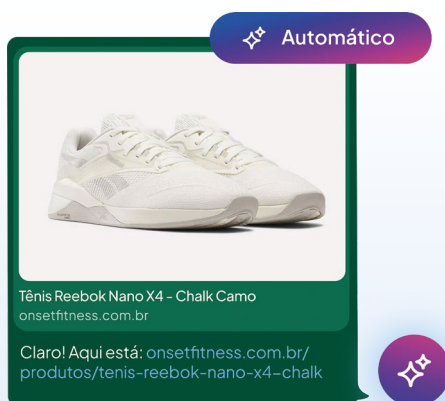 Automático
Tênis Reebok Nano X4 - Chalk Camo
onsetfitness.com.br
Claro! Aqui está: onsetfitness.com.br/
produtos/tenis-reebok-nano-x4-chalk